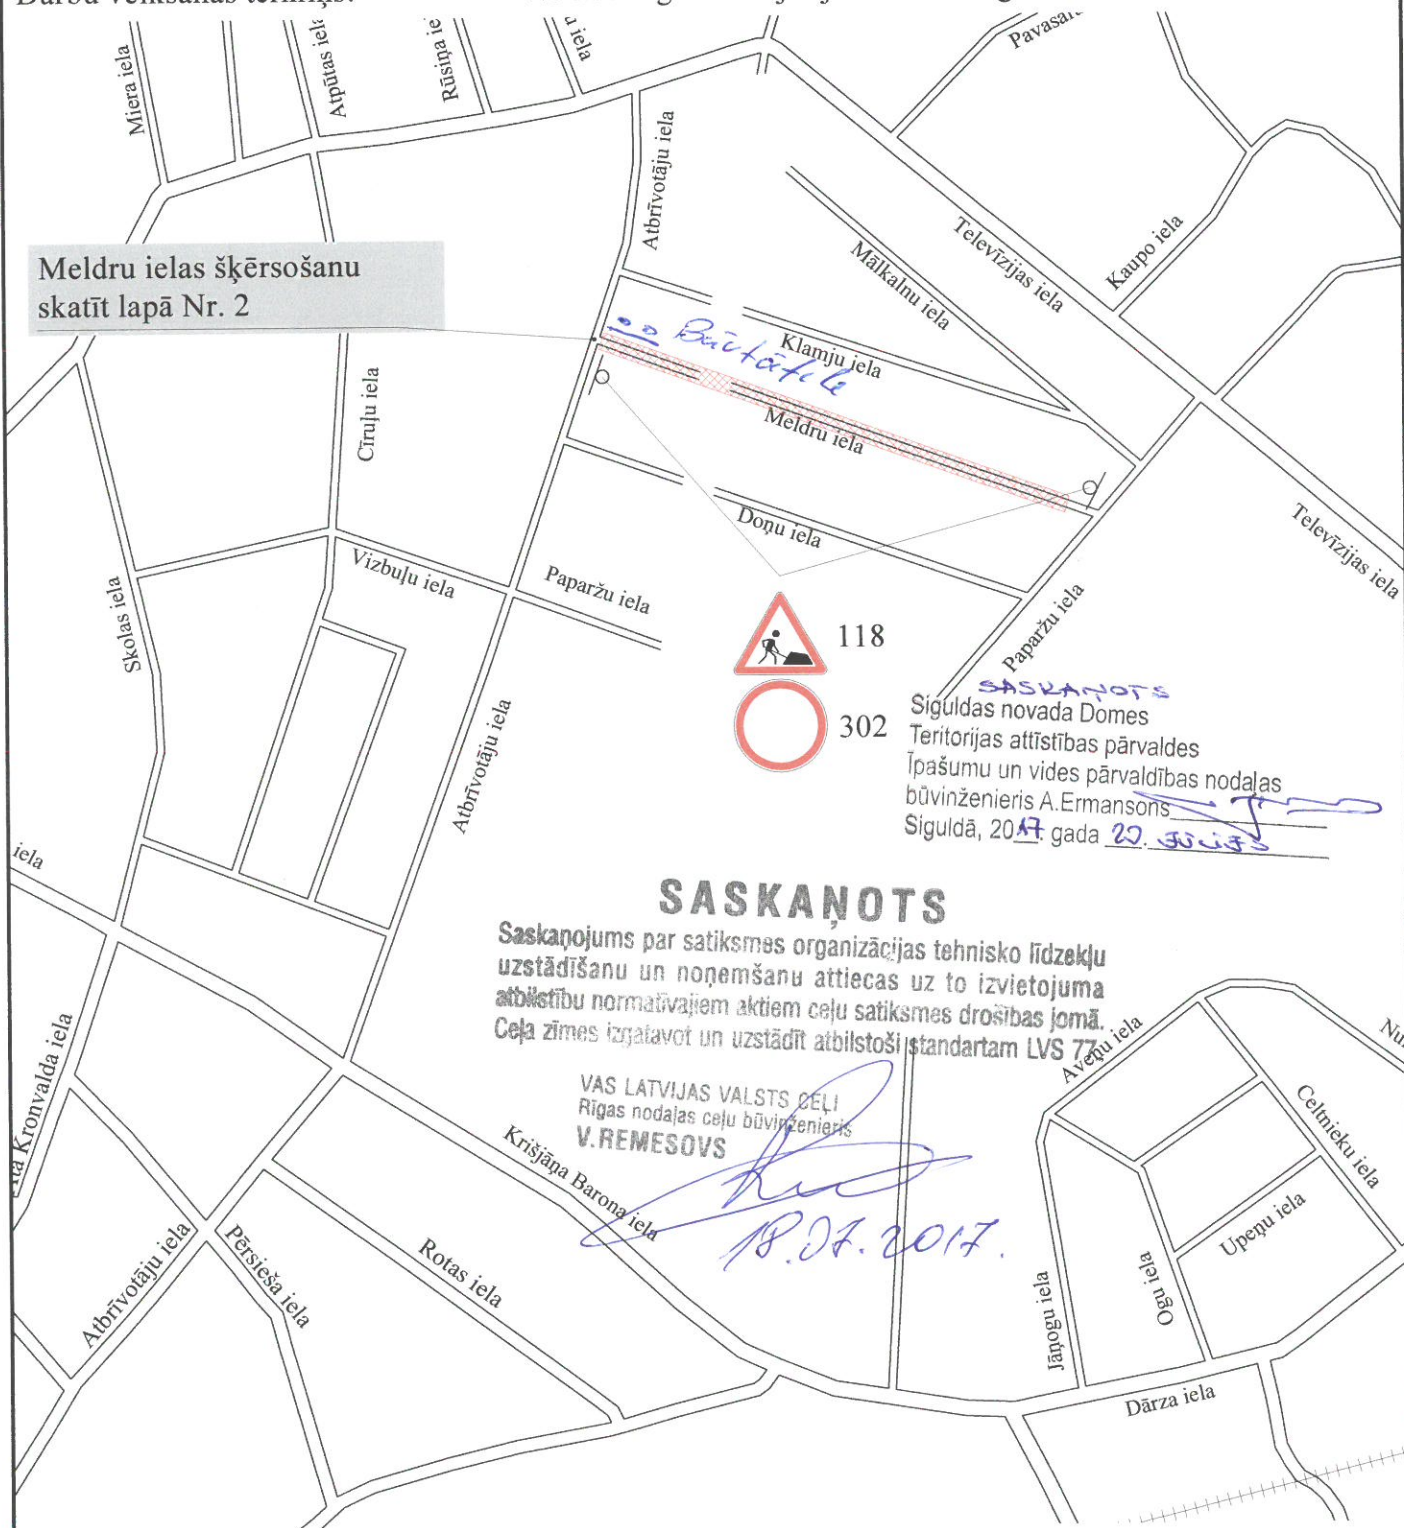 Darbu veikšanas termiņš:
Miera iela
Atpūtas iela
Rūsiņa ie
u iela
Pavasar
Atbrīvotāju iela
Meldru ielas šķērsošanu
skatīt lapā Nr. 2
Mālkalnu iela
Televīzijas iela
Kaupo iela
Klamju iela
Meldru iela
Cīruļu iela
Doņu iela
Televīzijas iela
Vizbuļu iela
Paparžu iela
Skolas iela
Paparžu iela
118
302
SASKAŅOTS
Siguldas novada Domes
Teritorijas attīstības pārvaldes
Īpašumu un vides pārvaldības nodaļas
būvinženieris A.Ermansons
Siguldā, 2017. gada 20. jūlijs
Atbrīvotāju iela
iela
SASKAŅOTS
Saskaņojums par satiksmes organizācijas tehnisko līdzekļu
uzstādīšanu un noņemšanu attiecas uz to izvietojuma
atbilstību normatīvajiem aktiem ceļu satiksmes drošības jomā.
Ceļa zīmes izgatavot un uzstādīt atbilstoši standartam LVS 77.
VAS LATVIJAS VALSTS CEĻI
Rīgas nodaļas ceļu būvinženieris
V.REMESOVS
18.07.2017.
Kronvalda iela
Krišjāņa Barona iela
Aveņu iela
Celtnieku iela
Upeņu iela
Ogu iela
Jāņogu iela
Dārza iela
Atbrīvotāju iela
Pērsieša iela
Rotas iela